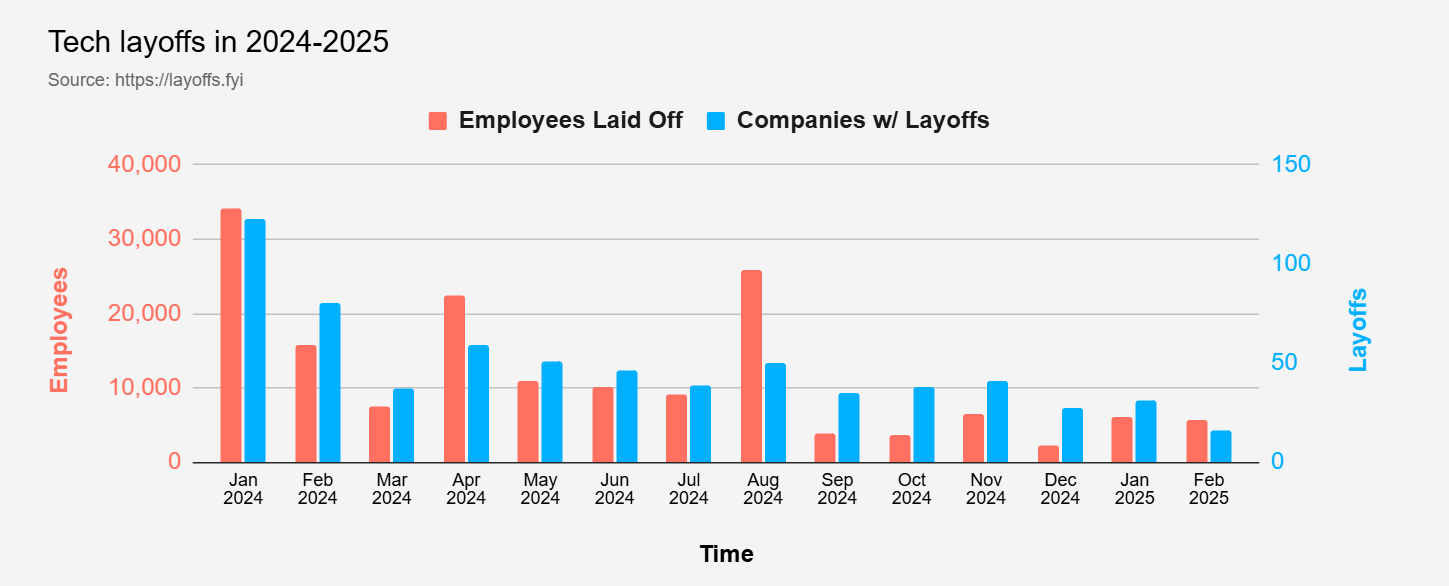 Tech layoffs in 2024-2025
Source: https://layoffs.fyi
Employees Laid Off Companies w/ Layoffs
40,000
30,000
20,000
10,000
0
Employees
150
100
50
0
Layoffs
Jan Feb Mar Apr May Jun Jul Aug Sep Oct Nov Dec Jan Feb
2024 2024 2024 2024 2024 2024 2024 2024 2024 2024 2024 2024 2025 2025
Time